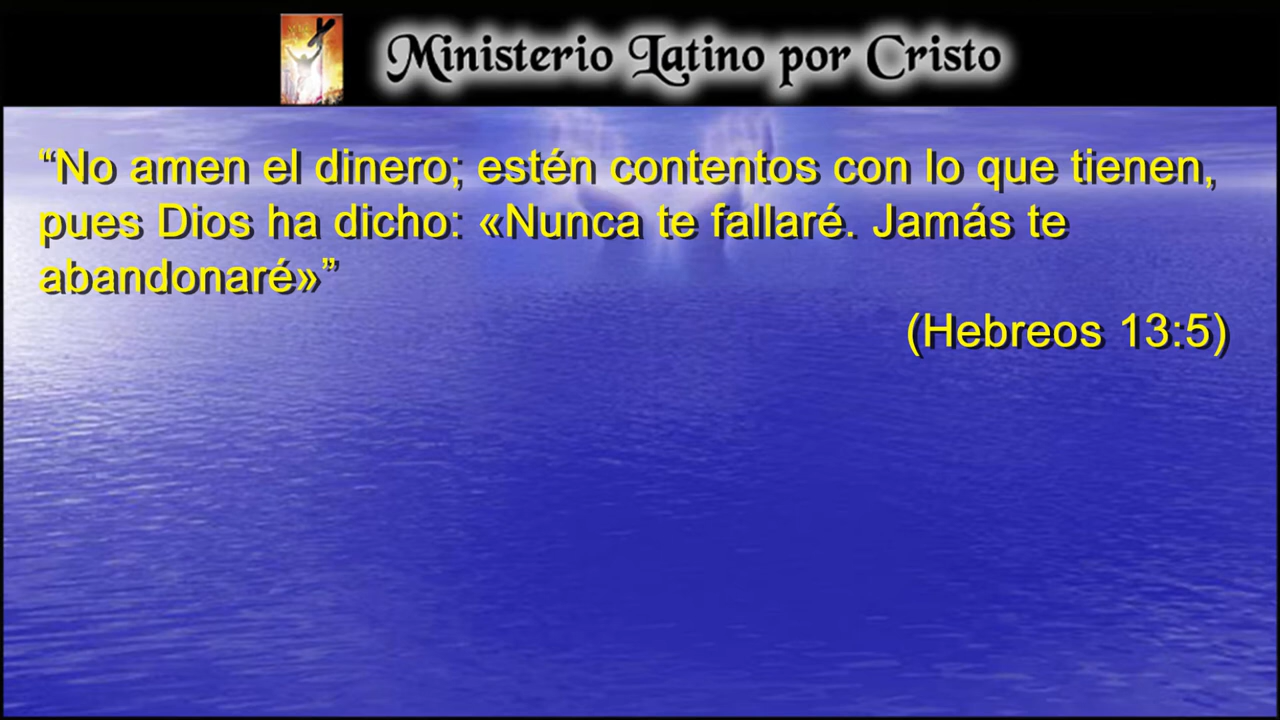 Ministerio Latino por Cristo
“No amen el dinero; estén contentos con lo que tienen,
pues Dios ha dicho: «Nunca te fallaré. Jamás te
abandonaré»”
(Hebreos 13:5)